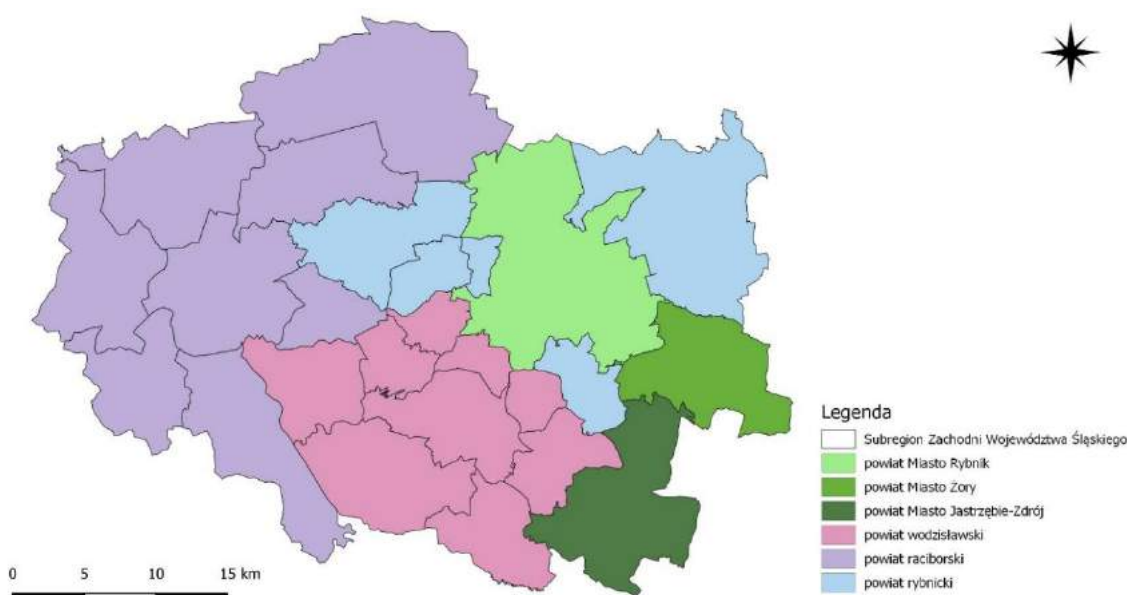 Legenda
Subregion Zachodni Województwa Śląskiego
powiat Miasto Rybnik
powiat Miasto Żory
powiat Miasto Jastrzębie-Zdrój
powiat wodzisławski
powiat raciborski
powiat rybnicki
0 5 10 15 km